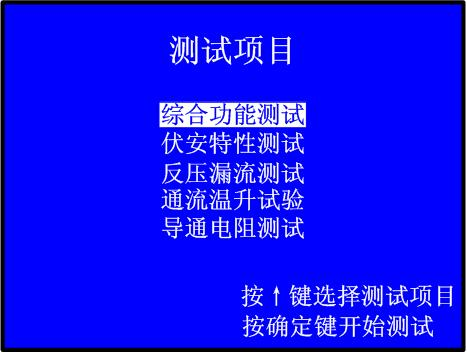 测试项目
综合功能测试
伏安特性测试
反压漏流测试
通流温升试验
导通电阻测试
按↑键选择测试项目
按确定键开始测试